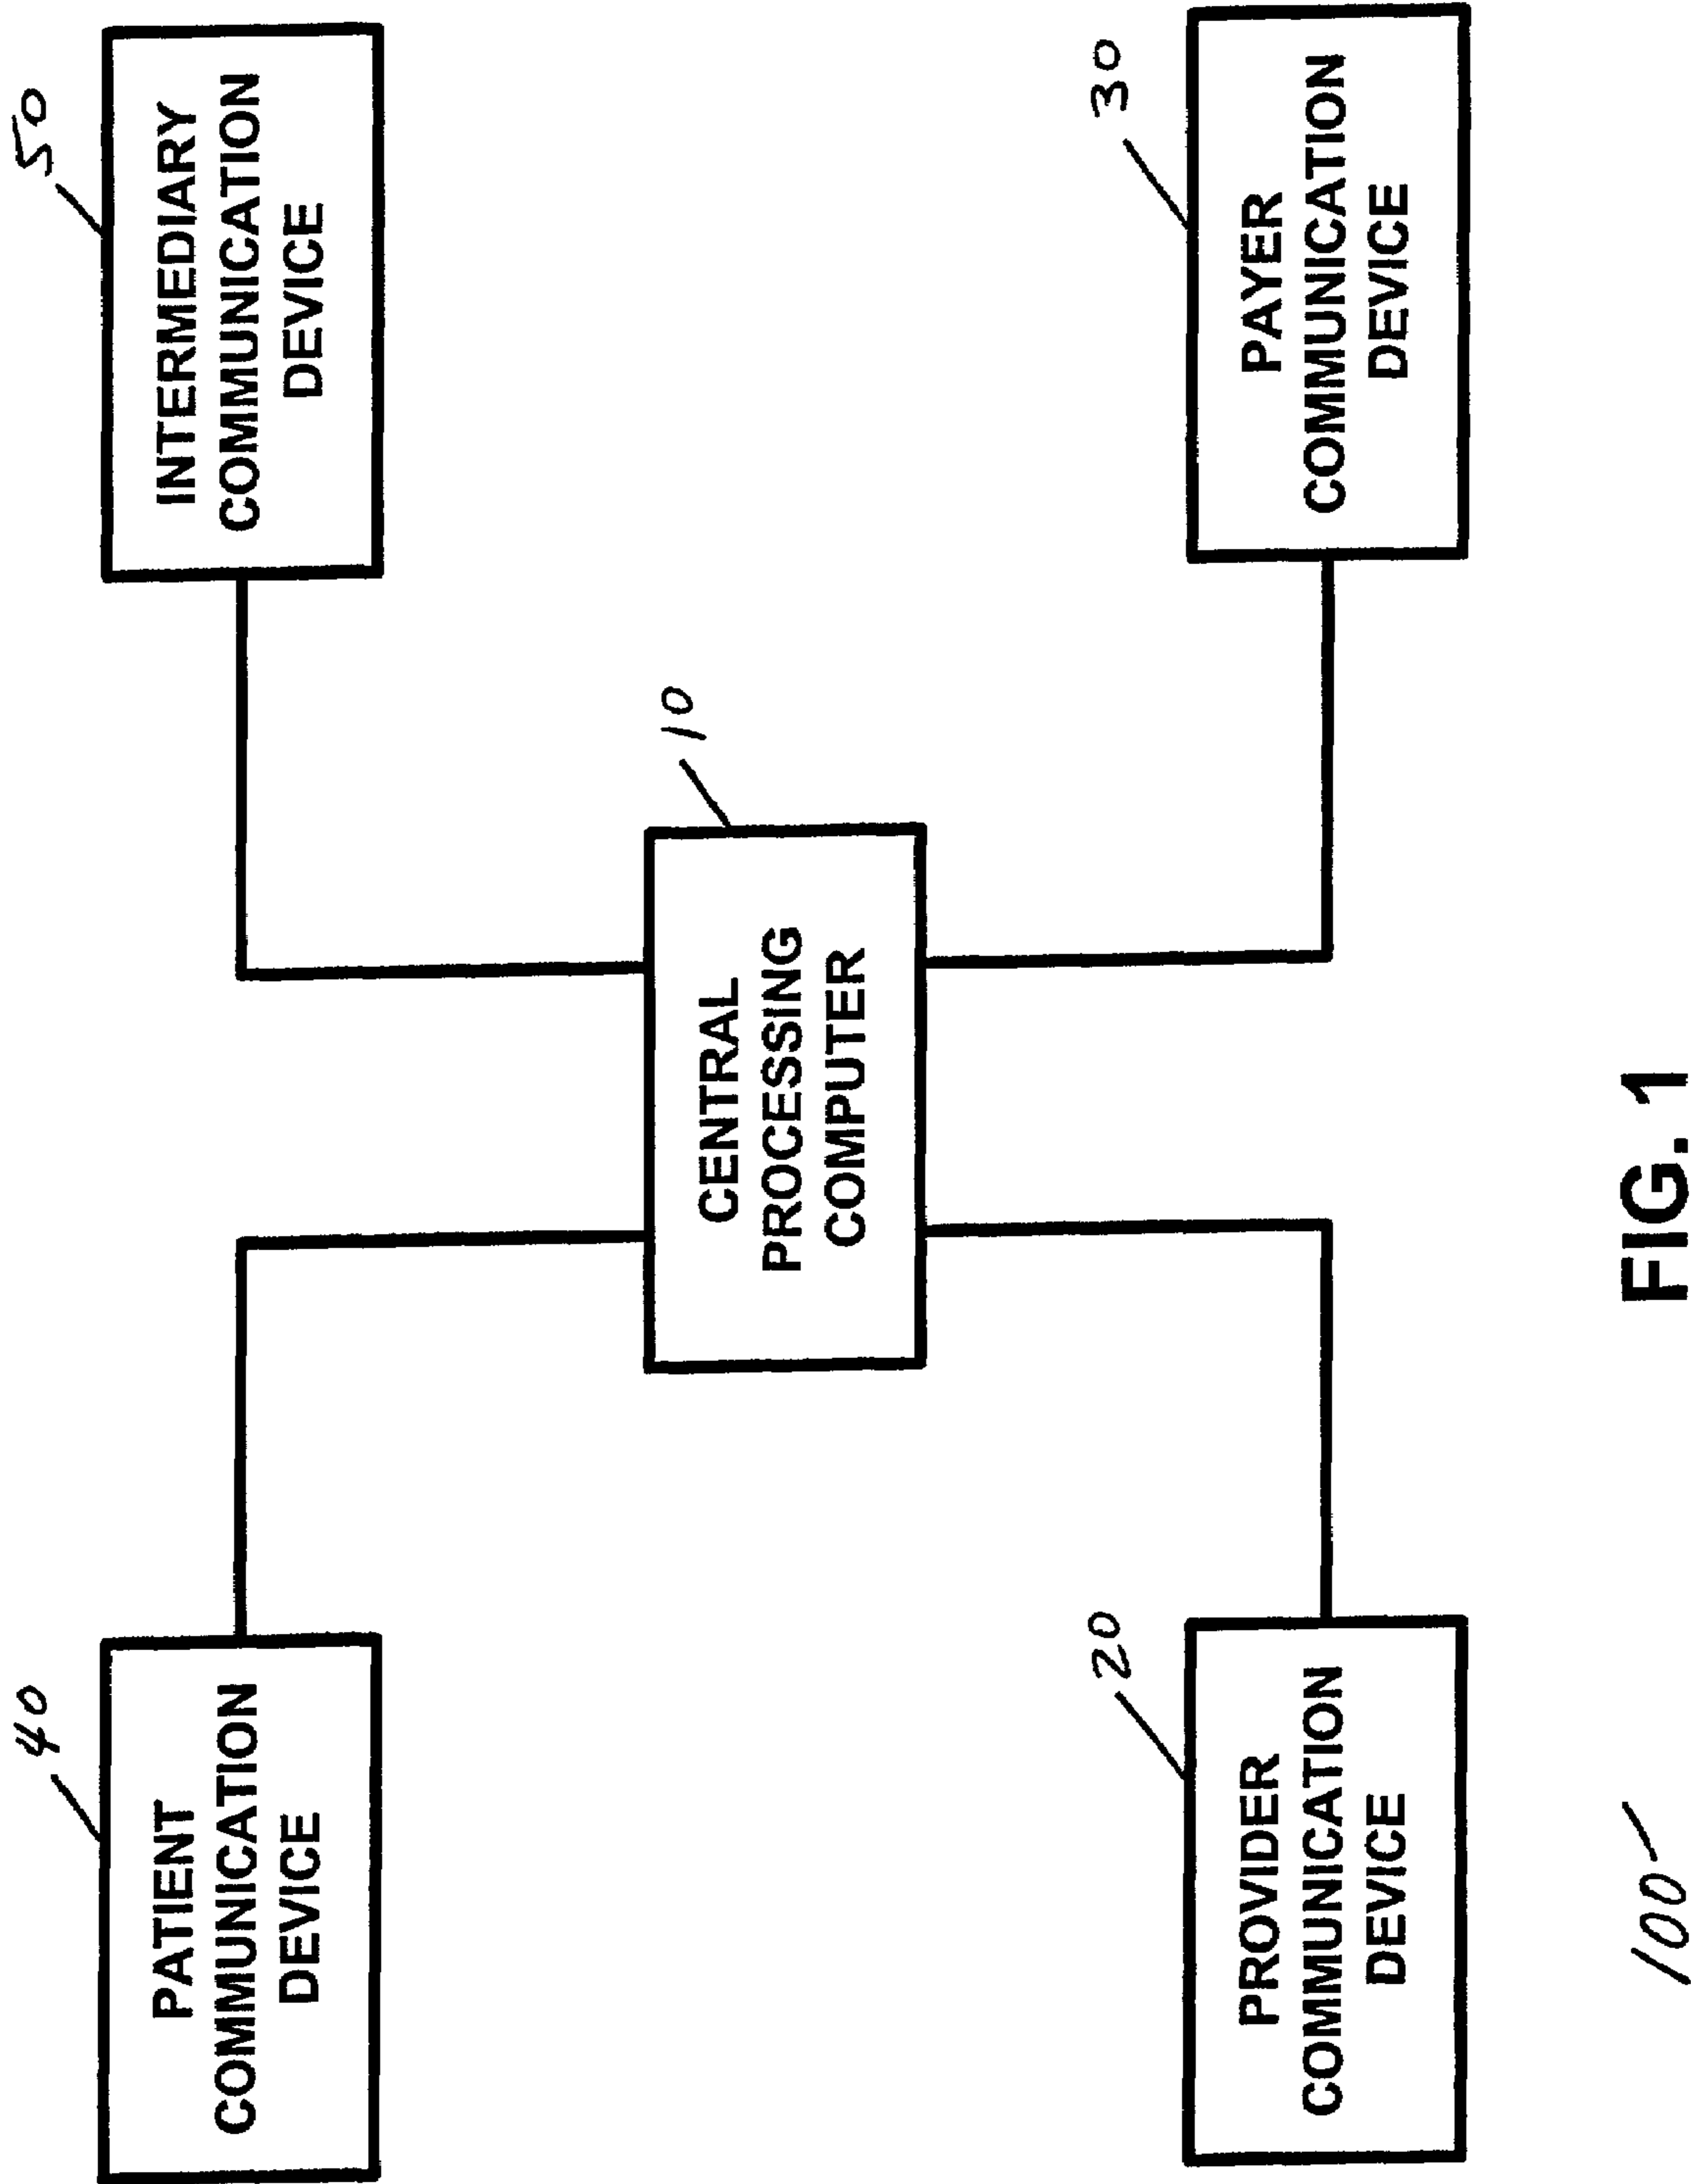 40
PATIENT
COMMUNICATION
DEVICE
50
INTERMEDIARY
COMMUNICATION
DEVICE
10
CENTRAL
PROCESSING
COMPUTER
20
PROVIDER
COMMUNICATION
DEVICE
30
PAYER
COMMUNICATION
DEVICE
100
FIG. 1